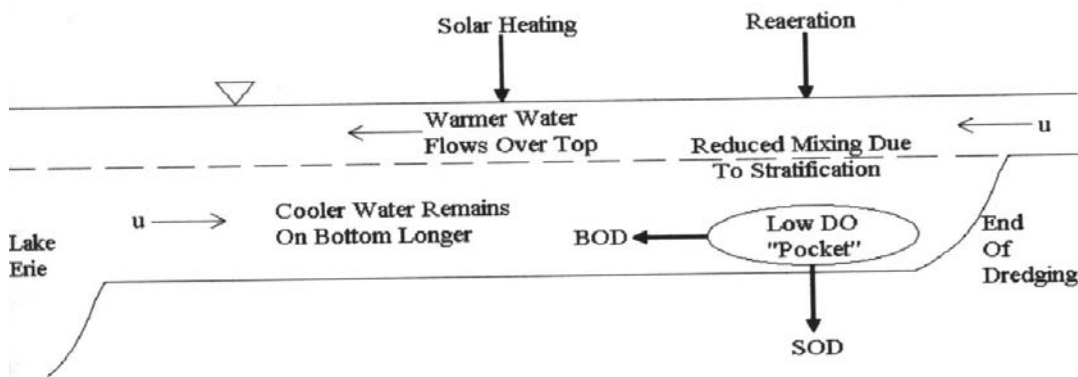 Solar Heating
Reaeration
Warmer Water
Flows Over Top
u
Reduced Mixing Due
To Stratification
u
Cooler Water Remains
On Bottom Longer
Low DO
"Pocket"
BOD
End
Of
Dredging
Lake
Erie
SOD